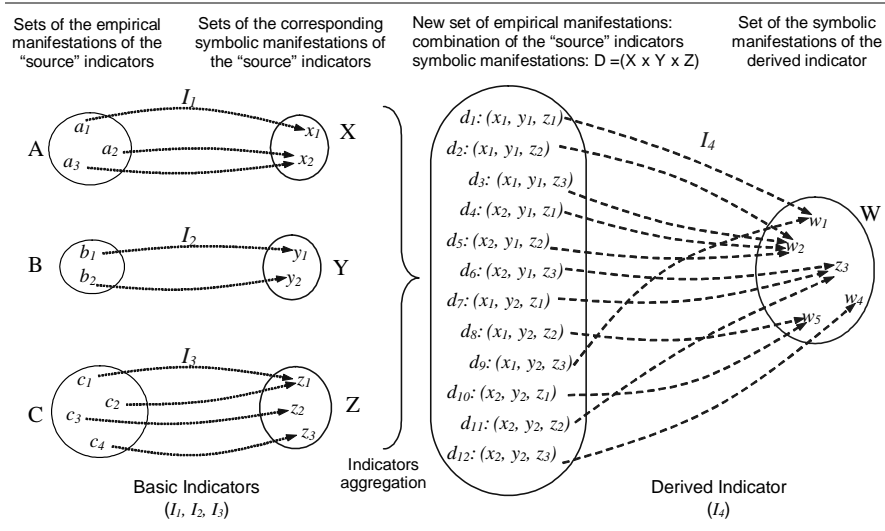 Sets of the empirical
manifestations of the
“source” indicators
Sets of the corresponding
symbolic manifestations of
the “source” indicators
New set of empirical manifestations:
combination of the “source” indicators
symbolic manifestations: D =(X x Y x Z)
Set of the symbolic
manifestations of the
derived indicator
I1
A
a1
a2
a3
x1
x2
X
I2
B
b1
b2
y1
y2
Y
I3
C
c1
c2
c3
c4
z1
z2
z3
Z
Basic Indicators
(I1, I2, I3)
Indicators
aggregation
d1: (x1, y1, z1)
d2: (x1, y1, z2)
d3: (x1, y1, z3)
d4: (x2, y1, z1)
d5: (x2, y1, z2)
d6: (x2, y1, z3)
d7: (x1, y2, z1)
d8: (x1, y2, z2)
d9: (x1, y2, z3)
d10: (x2, y2, z1)
d11: (x2, y2, z2)
d12: (x2, y2, z3)
I4
W
w1
w2
z3
w4
w5
Derived Indicator
(I4)